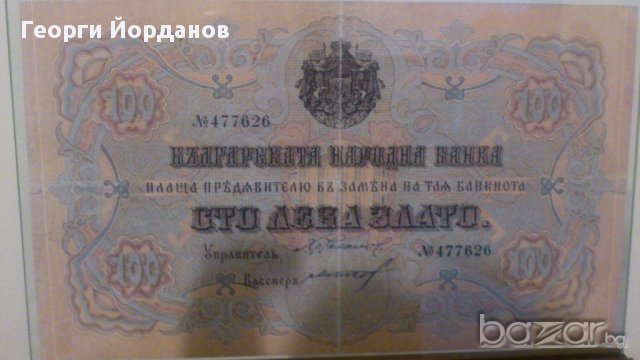 Георги Йорданов
100
100
№477626
БЪЛГАРСКАТА НАРОДНА БАНКА
ПЛАЩА ПРѢДЯВИТЕЛЮ ВЪ ЗАМѢНА НА ТАЯ БАНКНОТА
СТО ЛЕВА ЗЛАТО.
Управитель
№477626
Кассиеръ
100
100
bazar.bg